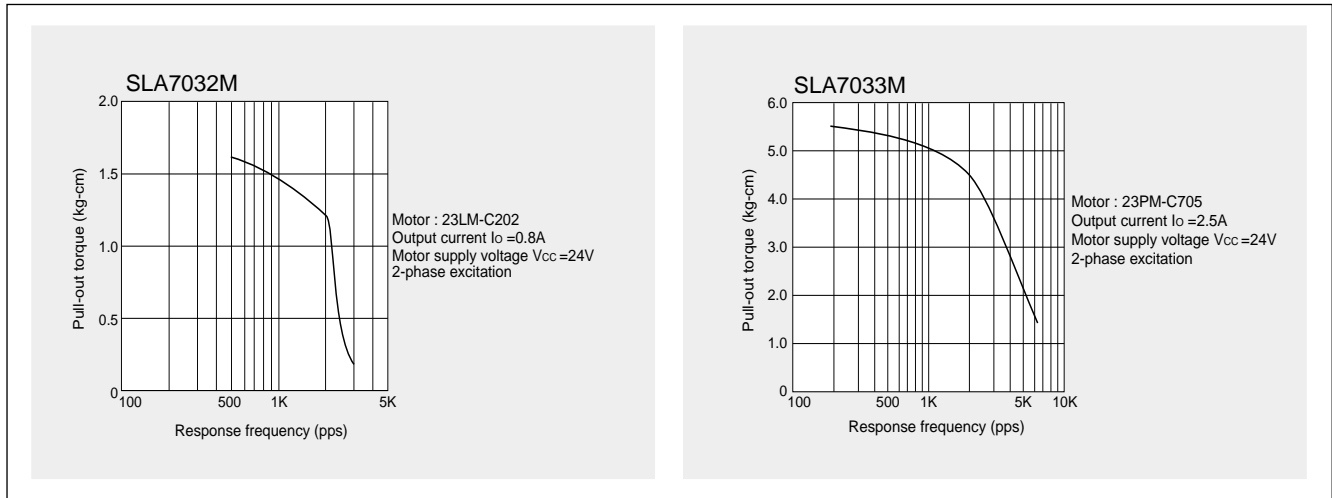 SLA7032M
2.0
1.5
1.0
0.5
0
Pull-out torque (kg-cm)
100 500 1K 5K
Response frequency (pps)
Motor : 23LM-C202
Output current IO =0.8A
Motor supply voltage VCC =24V
2-phase excitation
SLA7033M
6.0
5.0
4.0
3.0
2.0
1.0
0
Pull-out torque (kg-cm)
100 500 1K 5K 10K
Response frequency (pps)
Motor : 23PM-C705
Output current IO =2.5A
Motor supply voltage VCC =24V
2-phase excitation